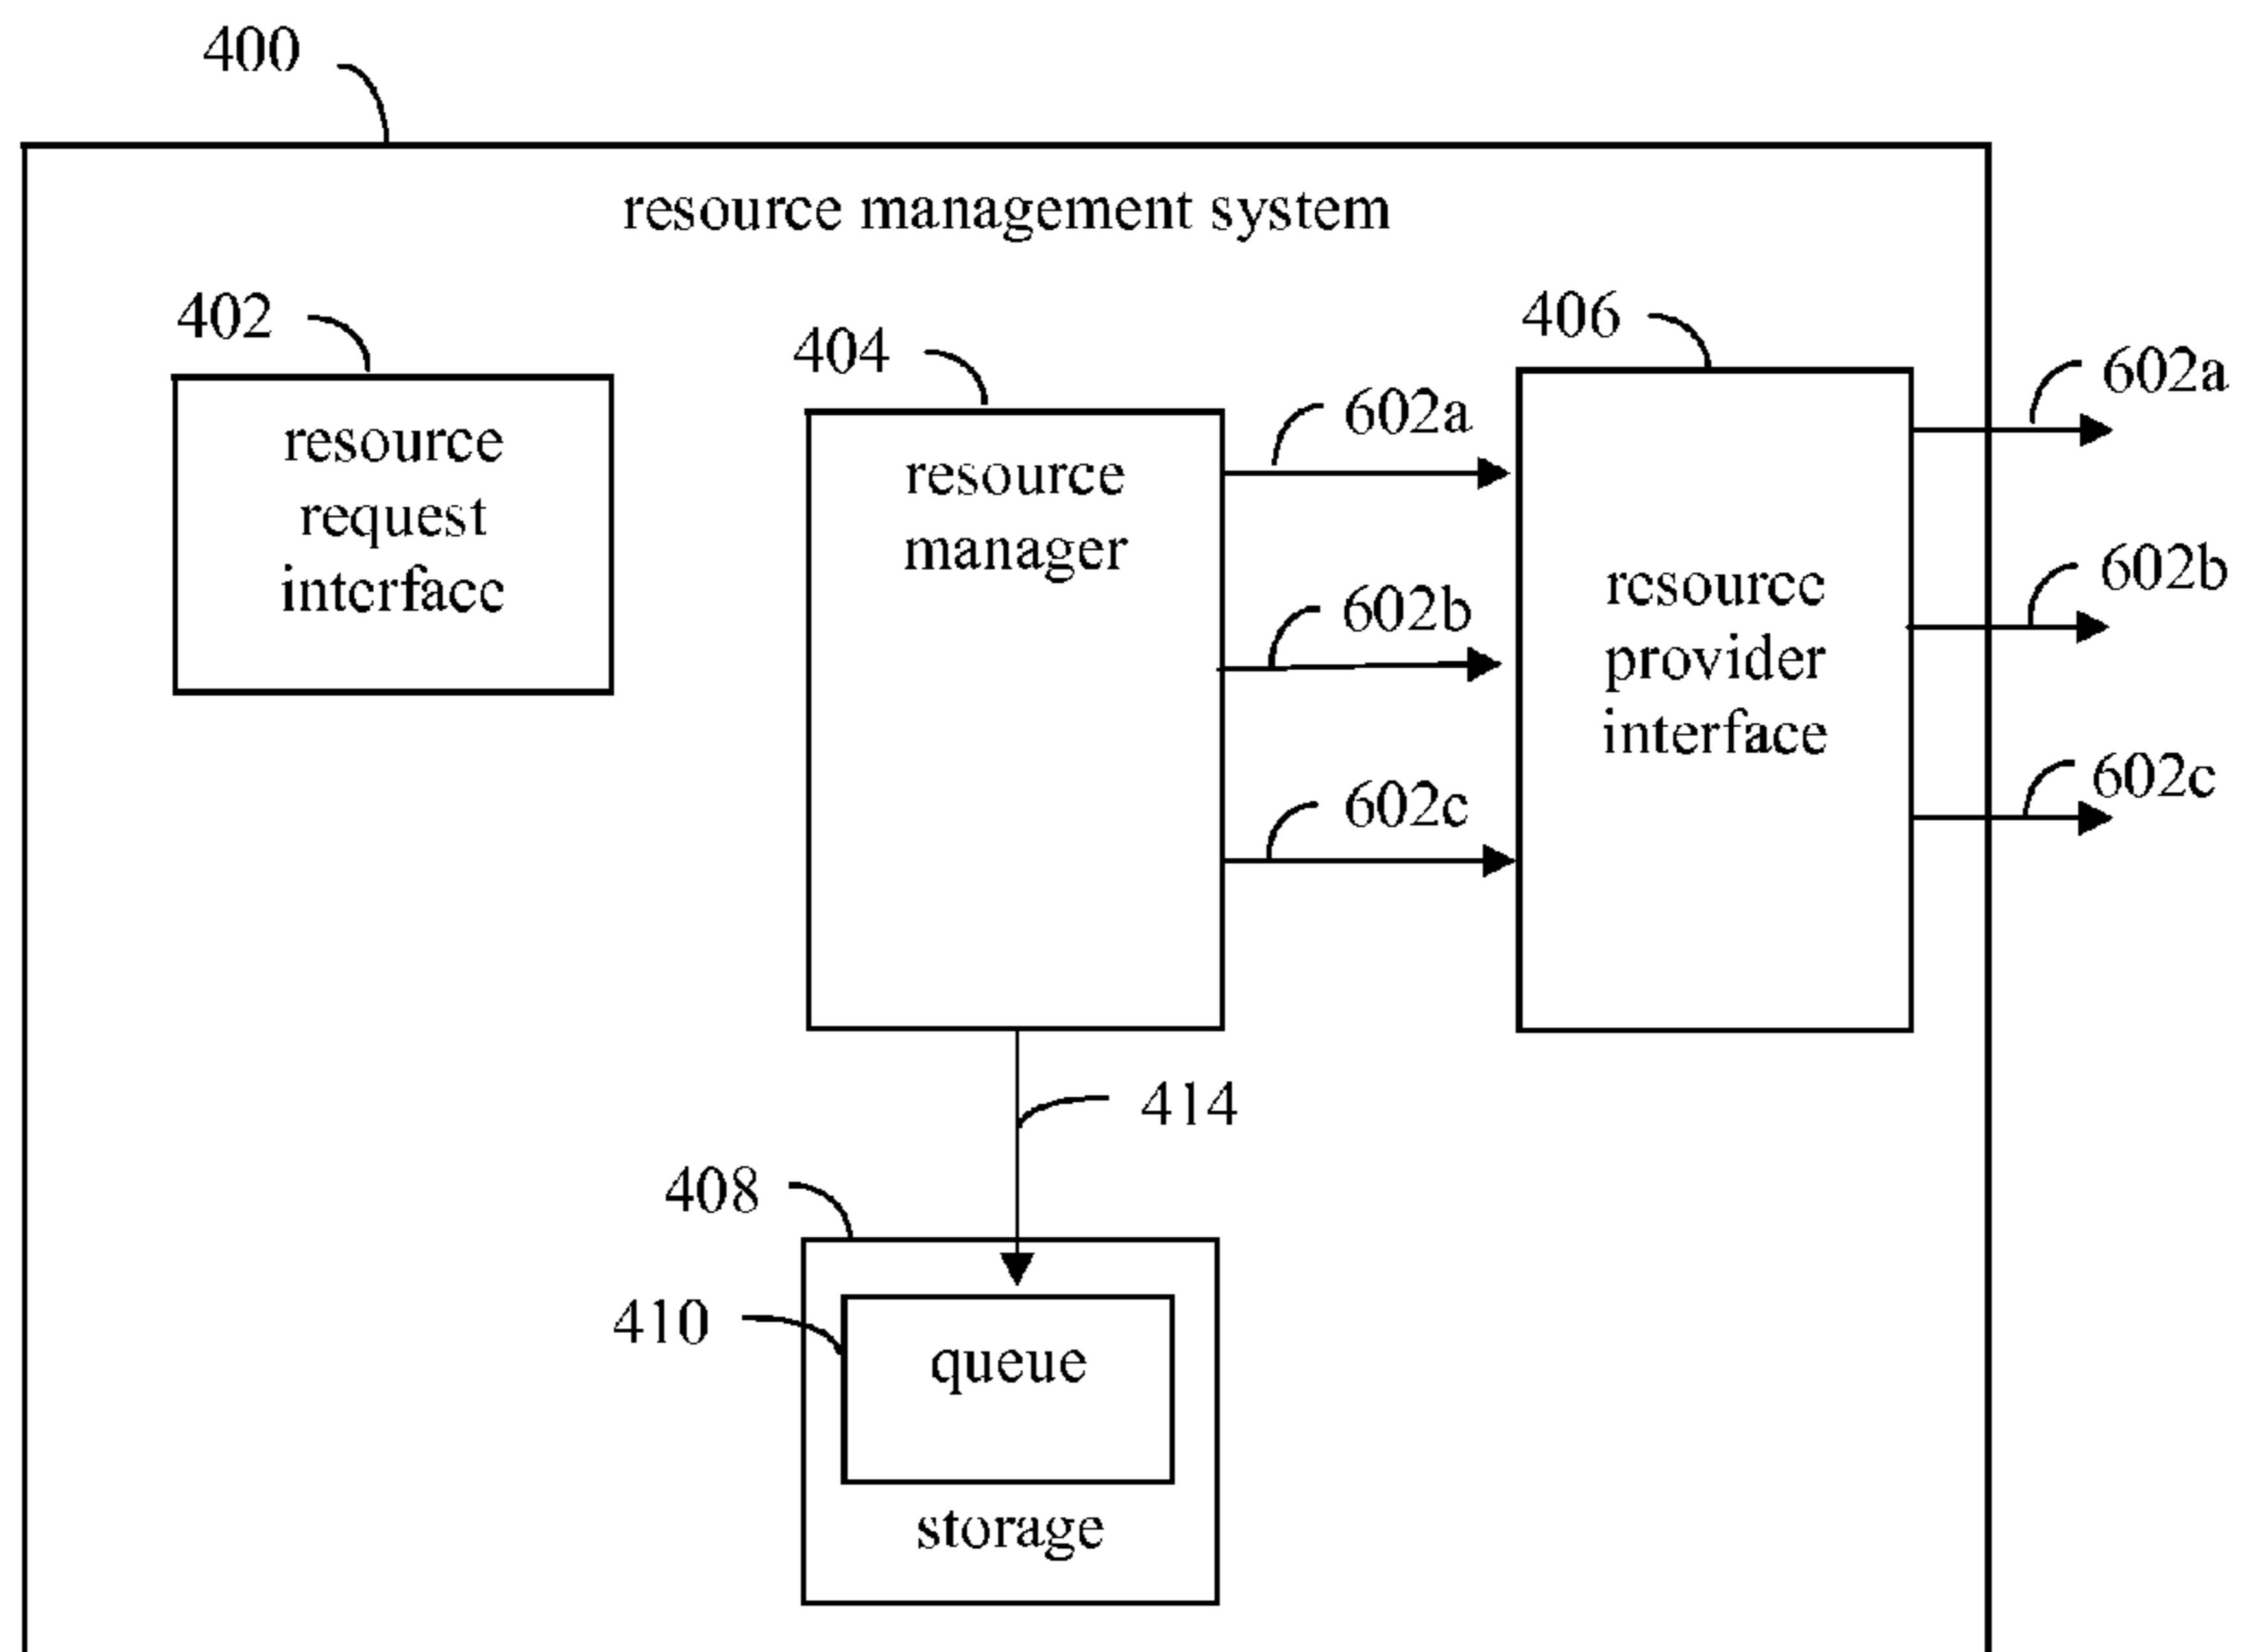 400
resource management system
402
404
406
602a
602a
resource
request
interface
resource
manager
602b
602b
resource
provider
interface
602c
602c
414
408
410
queue
storage